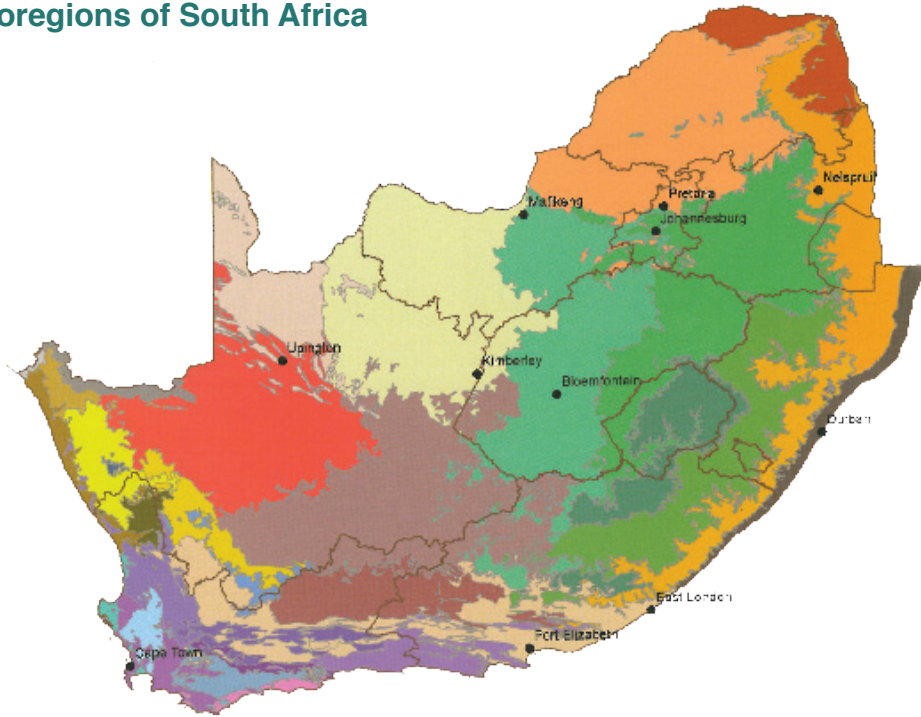 oregions of South Africa
Nelspruit
Pretoria
Mafikeng
Johannesburg
Upington
Kimberley
Bloemfontein
Durban
East London
Port Elizabeth
Cape Town